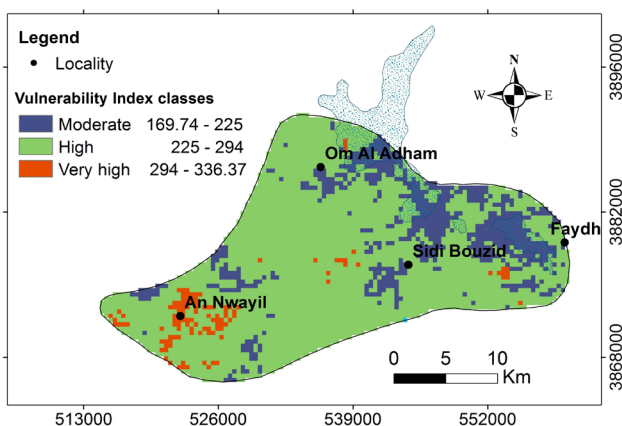 Legend
Locality
Vulnerability Index classes
Moderate 169.74 - 225
High 225 - 294
Very high 294 - 336.37
N
W E
S
Om Al Adham
Faydh
Sidi Bouzid
An Nwayil
0 5 10
Km
3896000
3882000
3868000
513000 526000 539000 552000